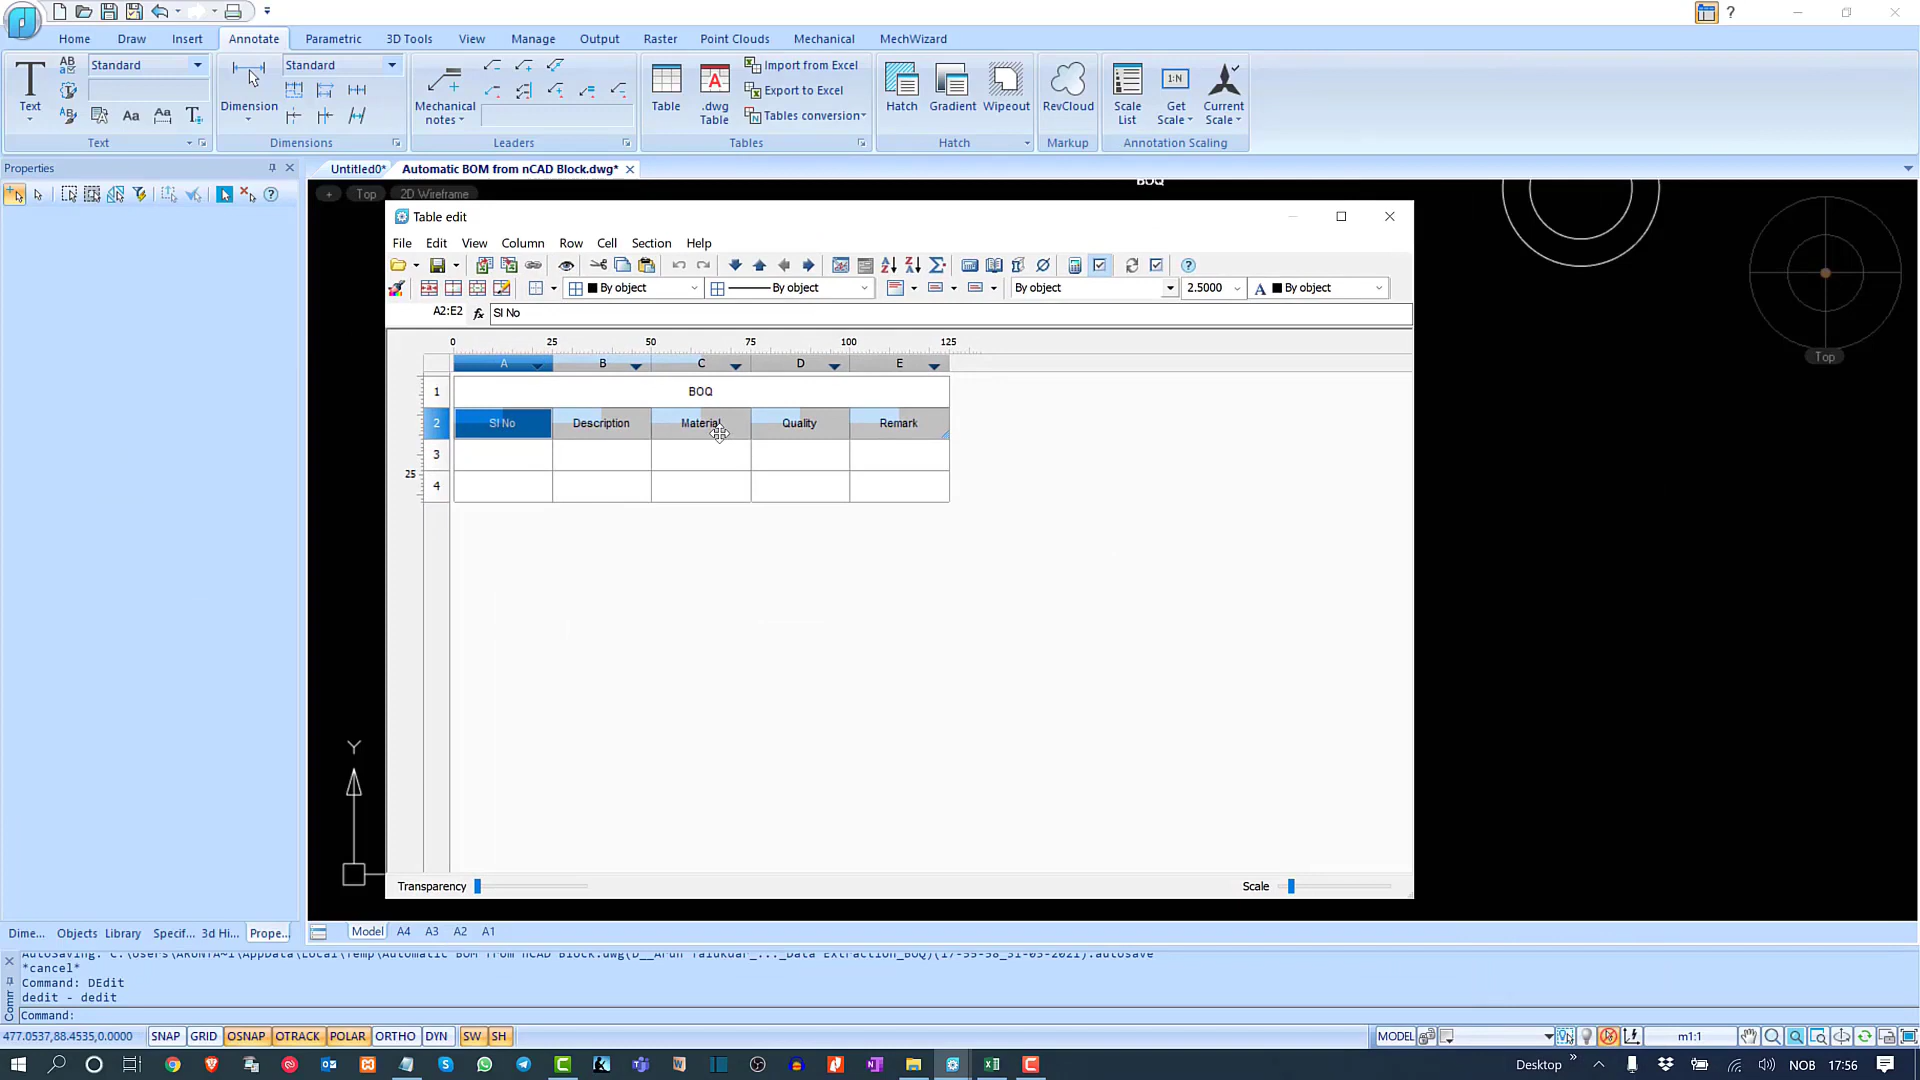 Home Draw Insert Annotate Parametric 3D Tools View Manage Output Raster Point Clouds Mechanical MechWizard
Text
Standard
Dimension
Standard
Mechanical notes
Table
.dwg Table
Import from Excel
Export to Excel
Tables conversion
Hatch
Gradient
Wipeout
RevCloud
Scale List
Get Scale
Current Scale
Text Dimensions Leaders Tables Hatch Markup Annotation Scaling
Properties
Untitled0*
Automatic BOM from nCAD Block.dwg*
+ Top 2D Wireframe
BOQ
Top
Table edit
File Edit View Column Row Cell Section Help
By object By object By object 2.5000 By object
A2:E2 fx SI No
0 25 50 75 100 125
A B C D E
1 BOQ
2 SI No Description Material Quality Remark
3
25
4
Transparency Scale
Y
Dime... Objects Library Specif... 3d Hi... Prope...
Model A4 A3 A2 A1
*cancel*
Command: DEdit
dedit - dedit
Command:
477.0537,88.4535,0.0000 SNAP GRID OSNAP OTRACK POLAR ORTHO DYN SW SH MODEL m1:1
Desktop NOB 17:56